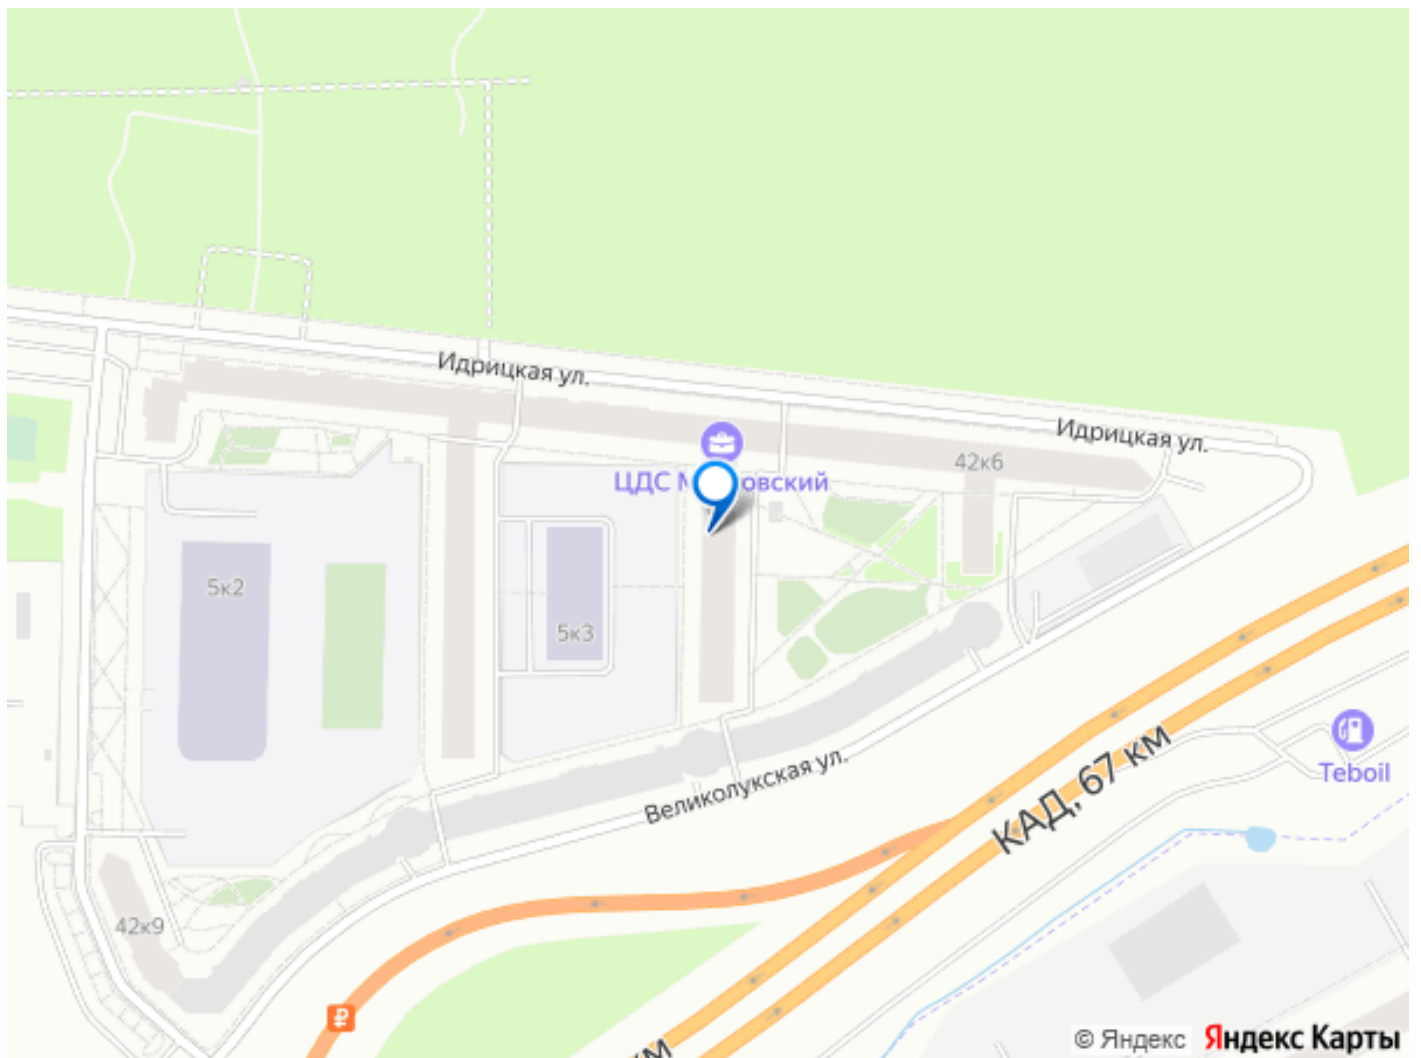 Идрицкая ул.
Идрицкая ул.
42к6
ЦДС М
овский
5к2
5к3
Teboil
Великолукская ул.
КАД, 67 км
42к9
км
© Яндекс Яндекс Карты